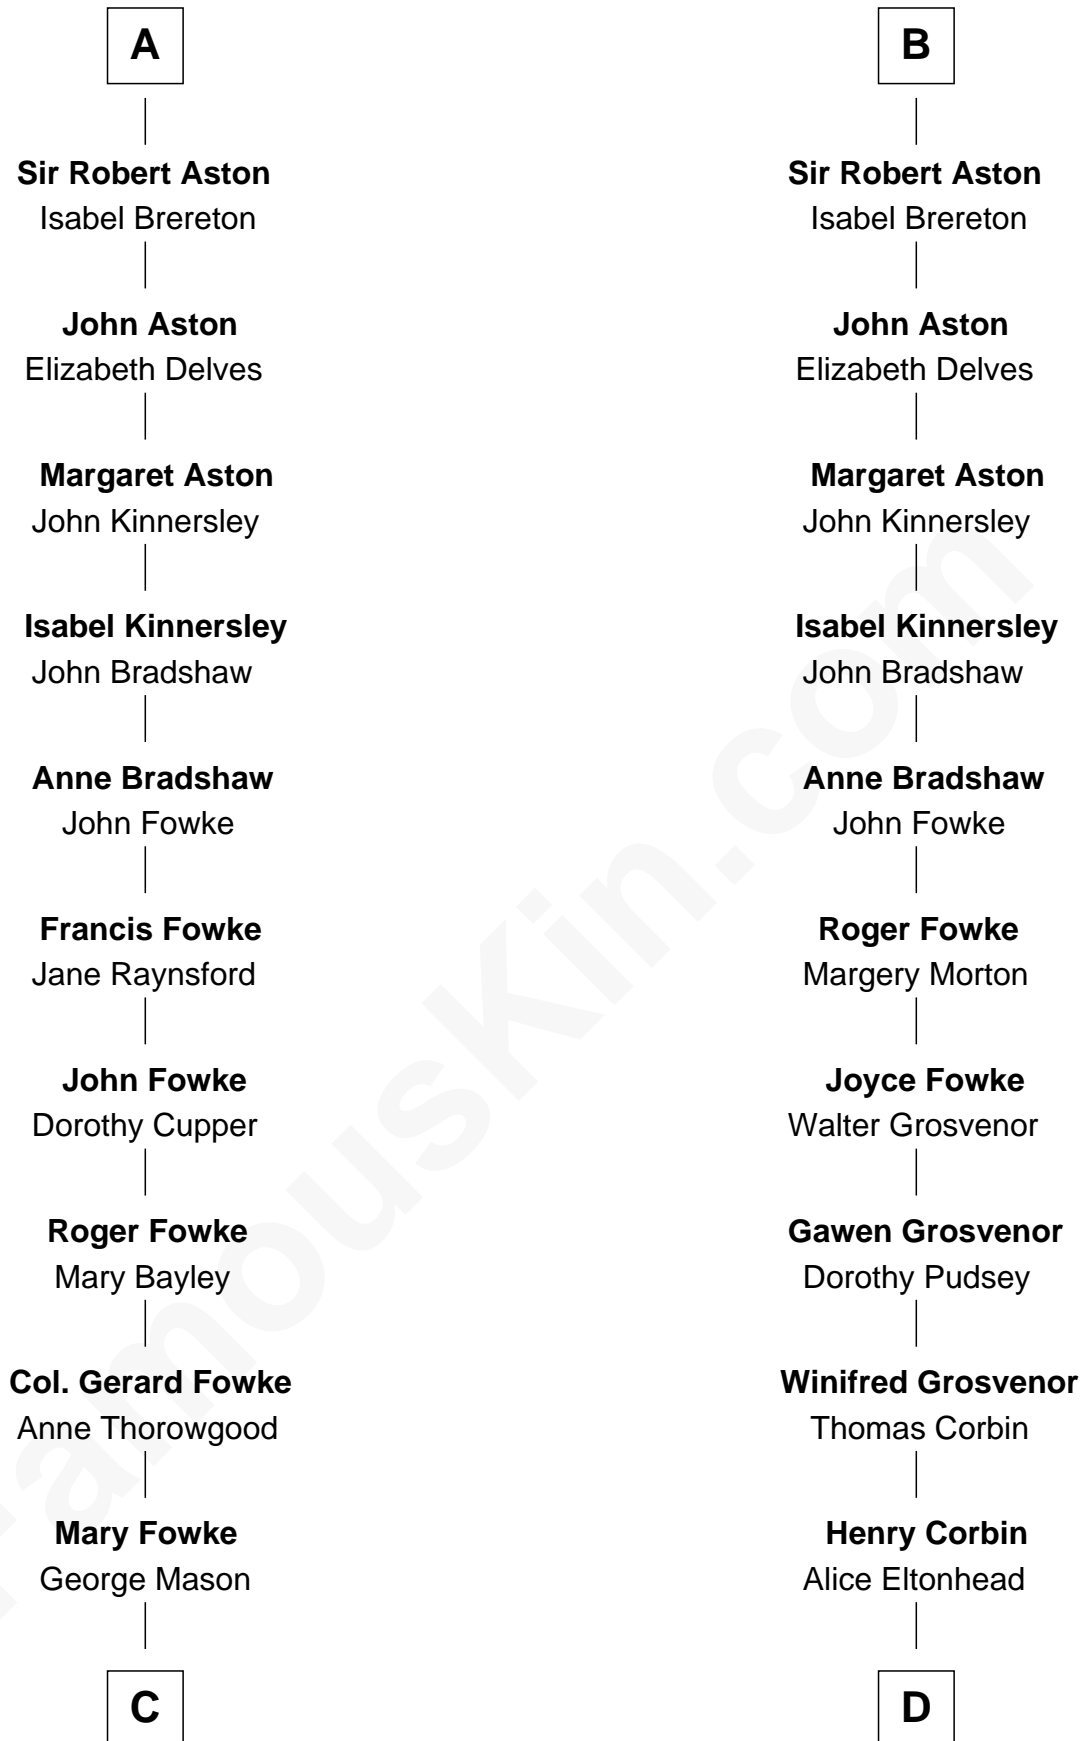 A
Sir Robert Aston
Isabel Brereton
John Aston
Elizabeth Delves
Margaret Aston
John Kinnersley
Isabel Kinnersley
John Bradshaw
Anne Bradshaw
John Fowke
Francis Fowke
Jane Raynsford
John Fowke
Dorothy Cupper
Roger Fowke
Mary Bayley
Col. Gerard Fowke
Anne Thorowgood
Mary Fowke
George Mason
C
B
Sir Robert Aston
Isabel Brereton
John Aston
Elizabeth Delves
Margaret Aston
John Kinnersley
Isabel Kinnersley
John Bradshaw
Anne Bradshaw
John Fowke
Roger Fowke
Margery Morton
Joyce Fowke
Walter Grosvenor
Gawen Grosvenor
Dorothy Pudsey
Winifred Grosvenor
Thomas Corbin
Henry Corbin
Alice Eltonhead
D
FamousKin.com